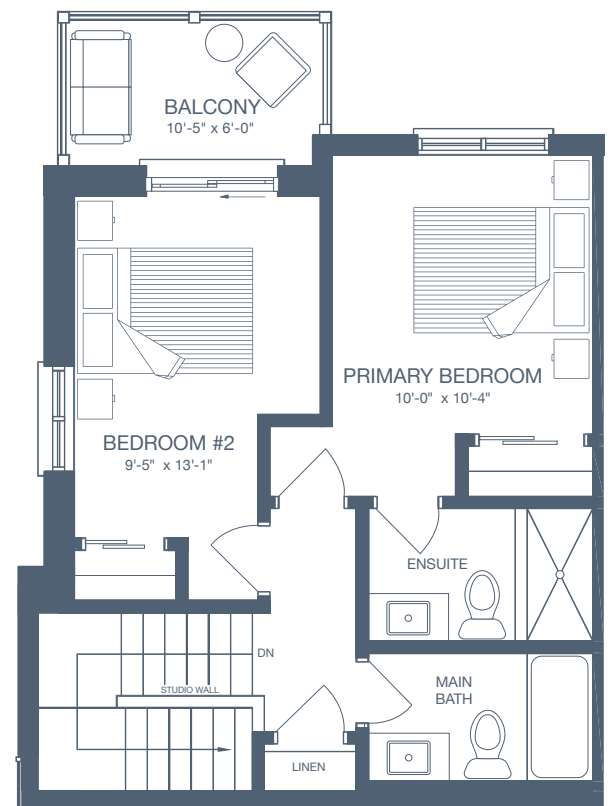 BALCONY
10'-5" x 6'-0"
PRIMARY BEDROOM
10'-0" x 10'-4"
BEDROOM #2
9'-5" x 13'-1"
ENSUITE
DN
STUDIO WALL
MAIN
BATH
LINEN